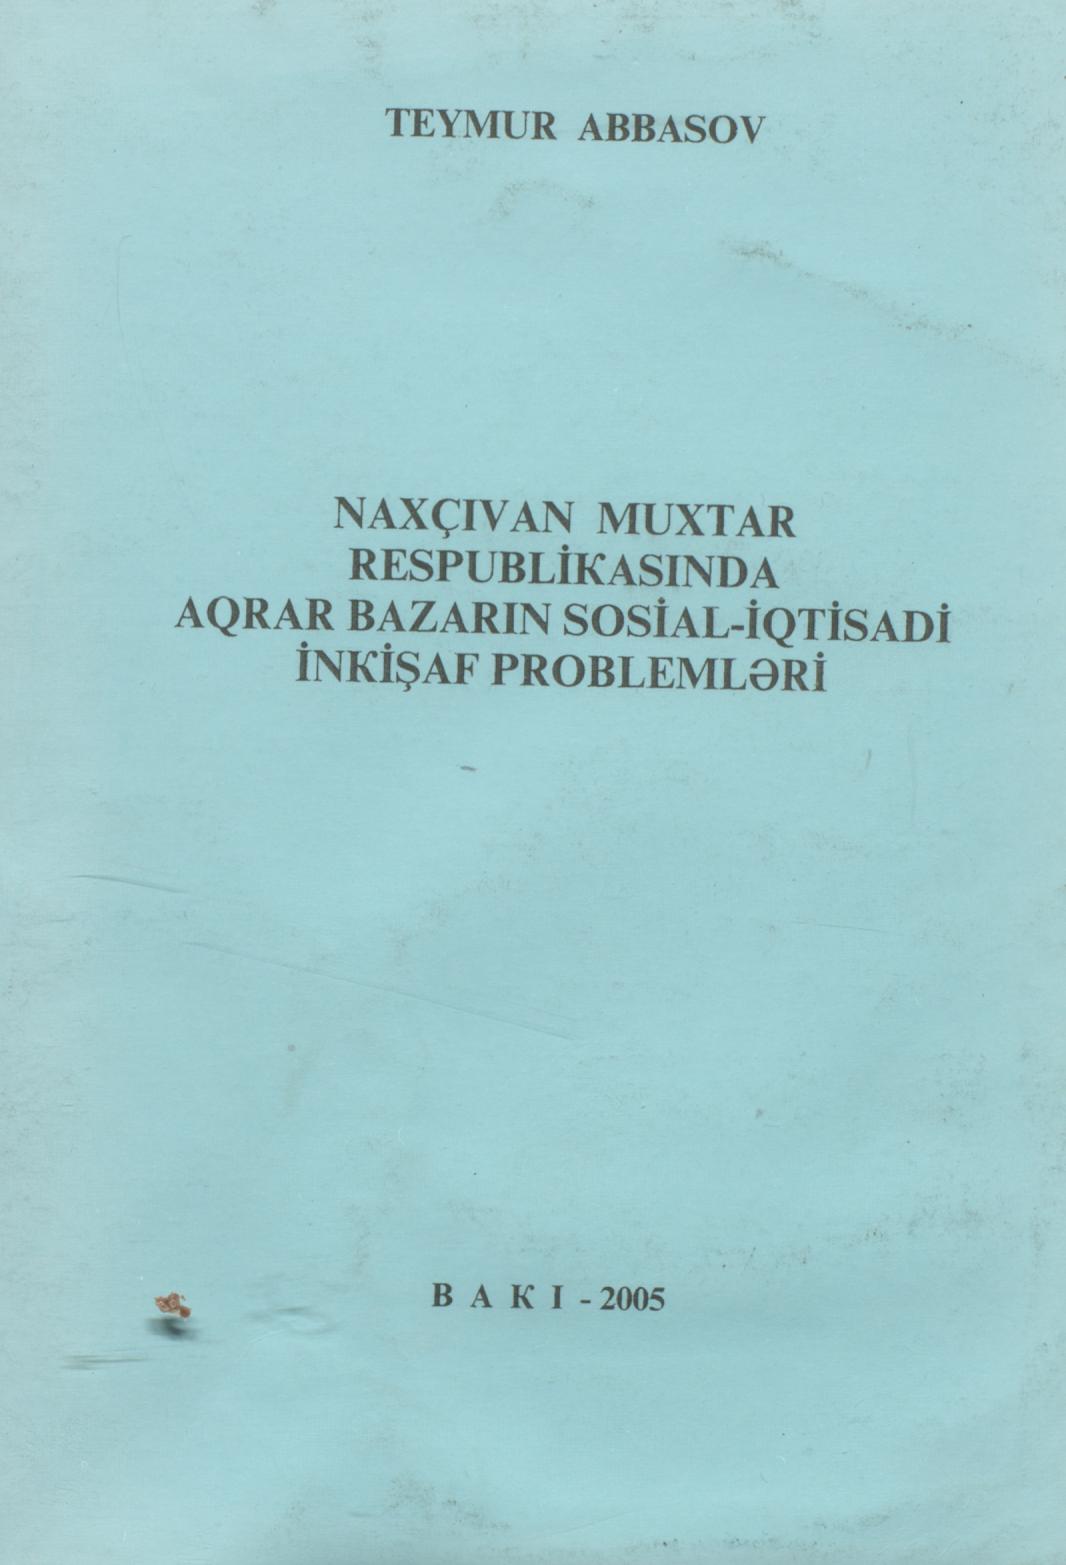 TEYMUR ABBASOV
NAXÇIVAN MUXTAR
RESPUBLİKASINDA
AQRAR BAZARIN SOSİAL-İQTİSADİ
İNKİŞAF PROBLEMLƏRİ
B A K I - 2005